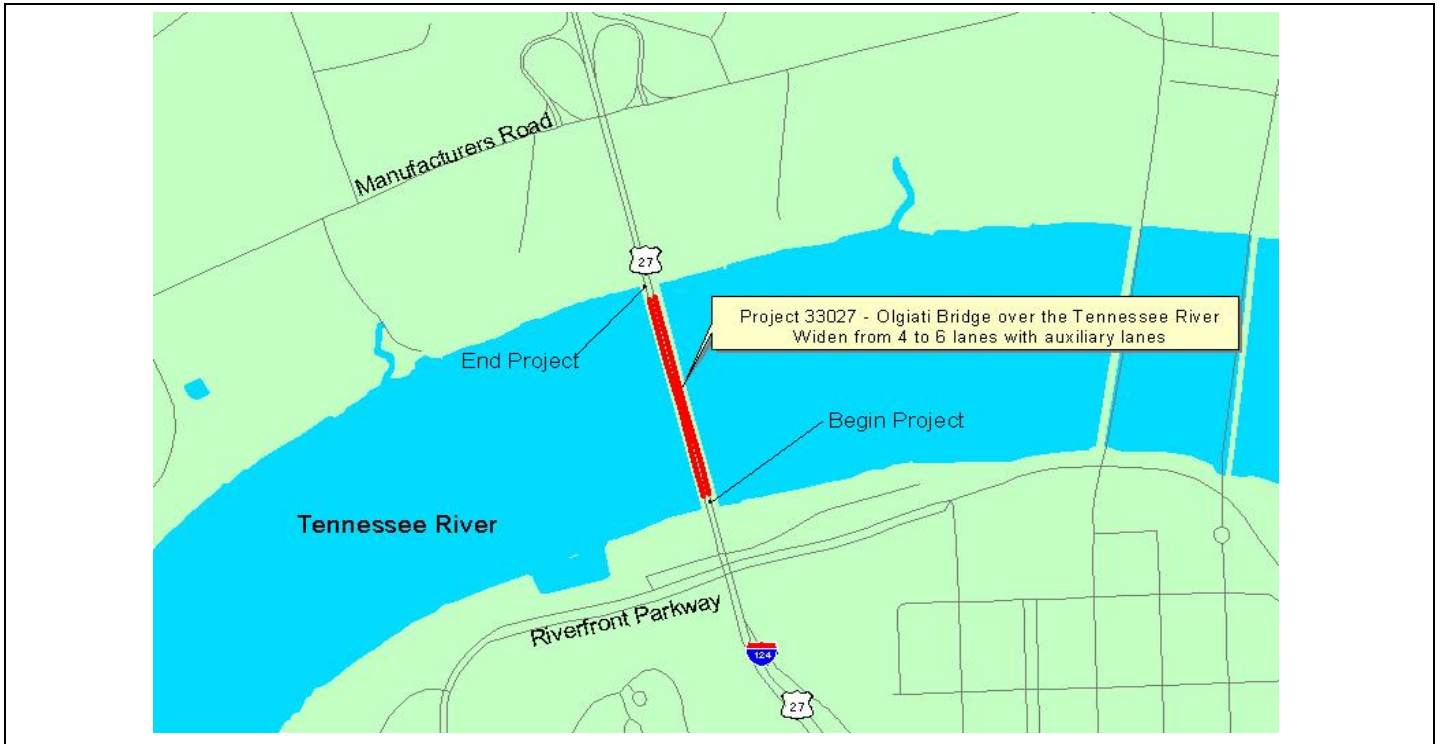 Manufacturers Road
27
Project 33027 - Olgiati Bridge over the Tennessee River
Widen from 4 to 6 lanes with auxiliary lanes
End Project
Begin Project
Tennessee River
Riverfront Parkway
124
27